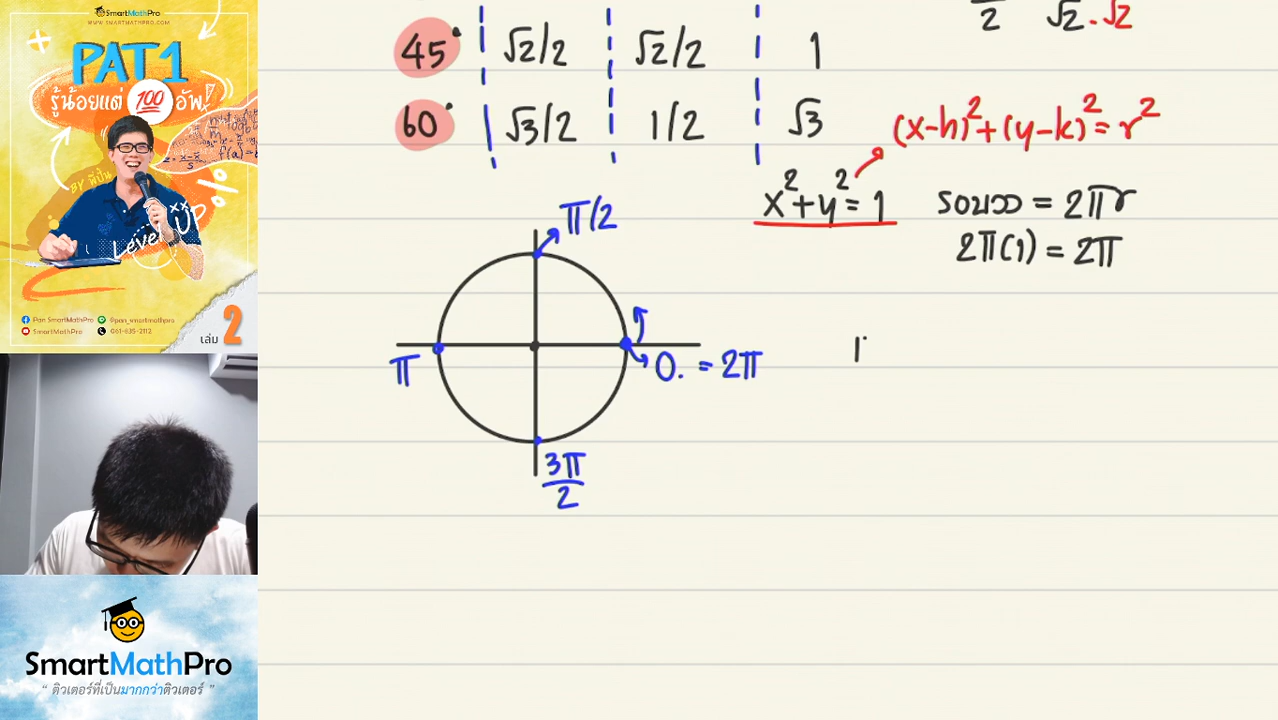 SmartMathPro
WWW.SMARTMATHPRO.COM
PAT1
รู้น้อยแต่ 100 อัพ!
BY พี่ปั้น
%
Level UP
Pan SmartMathPro @pan_smartmathpro
SmartMathPro 061-835-2112
เล่ม 2
SmartMathPro
“ ติวเตอร์ที่เป็นมากกว่าติวเตอร์ ”
2 √2 . √2
45° √2/2 √2/2 1
60° √3/2 1/2 √3
(x-h)²+(y-k)²= r²
x²+y²= 1 รอบวง = 2πr
2π(1) = 2π
π/2
π
0. = 2π
3π
2